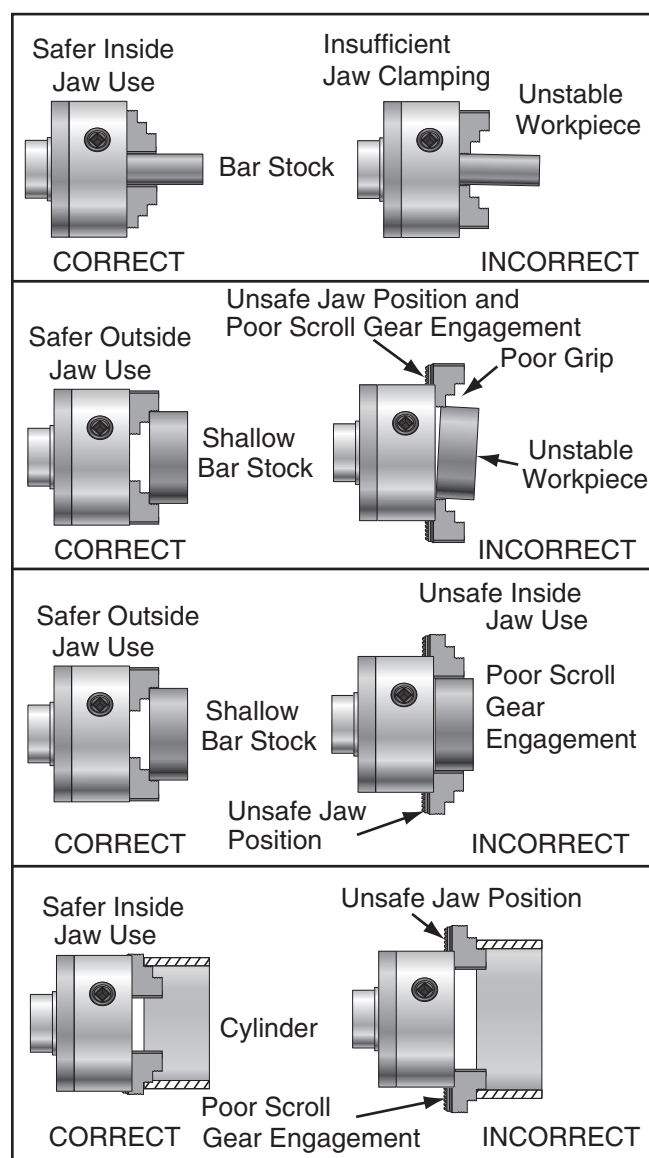 Safer Inside
Jaw Use
Insufficient
Jaw Clamping
Unstable
Workpiece
Bar Stock
CORRECT
INCORRECT
Unsafe Jaw Position and
Poor Scroll Gear Engagement
Safer Outside
Jaw Use
Poor Grip
Shallow
Bar Stock
Unstable
Workpiece
CORRECT
INCORRECT
Unsafe Inside
Jaw Use
Safer Outside
Jaw Use
Poor Scroll
Gear
Engagement
Shallow
Bar Stock
Unsafe Jaw
Position
CORRECT
INCORRECT
Safer Inside
Jaw Use
Unsafe Jaw Position
Cylinder
Poor Scroll
Gear Engagement
CORRECT
INCORRECT